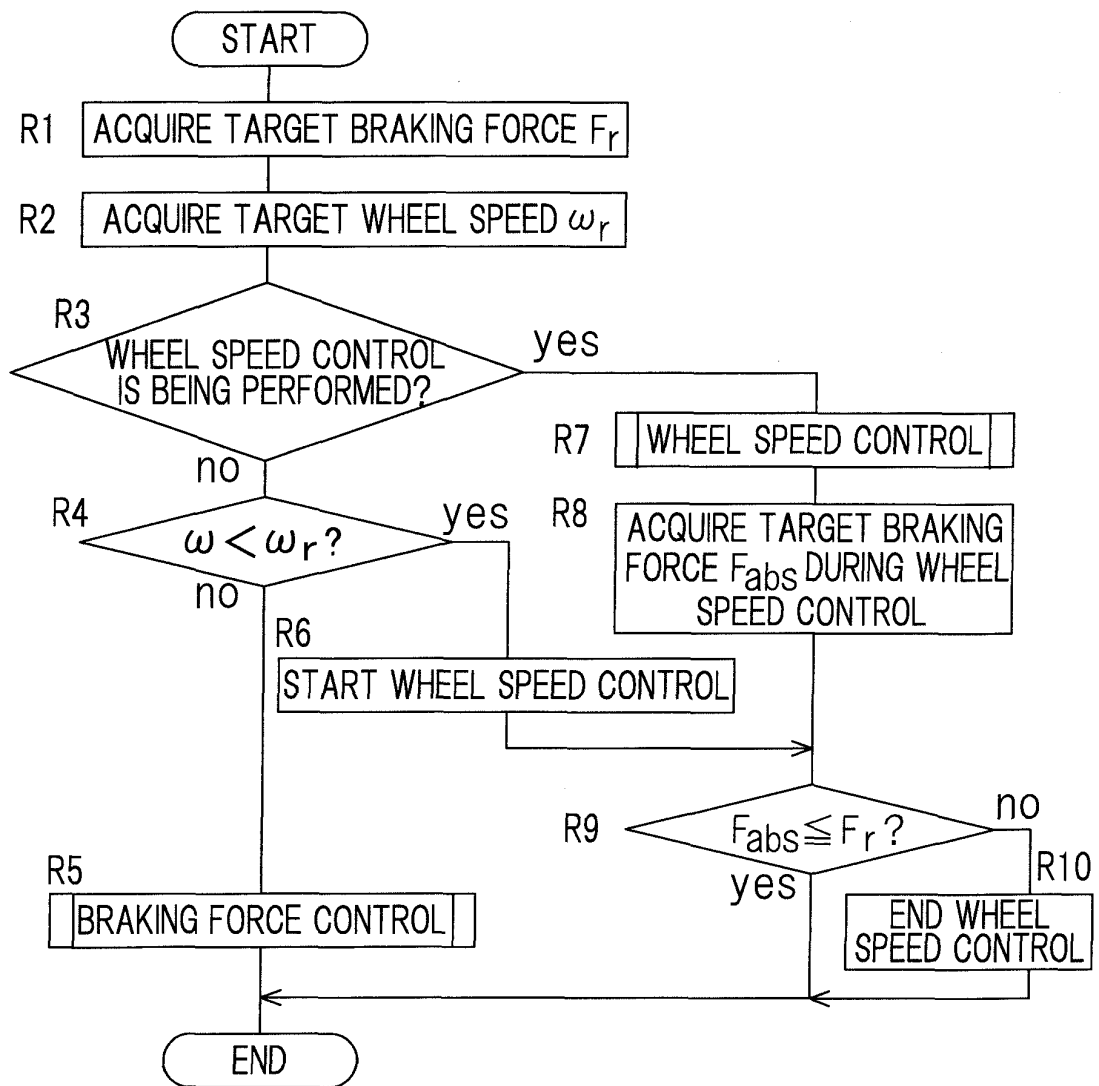 START
R1
ACQUIRE TARGET BRAKING FORCE Fr
R2
ACQUIRE TARGET WHEEL SPEED ωr
R3
WHEEL SPEED CONTROL
IS BEING PERFORMED?
yes
no
R7
WHEEL SPEED CONTROL
R4
ω < ωr?
yes
no
R8
ACQUIRE TARGET BRAKING
FORCE Fabs DURING WHEEL
SPEED CONTROL
R6
START WHEEL SPEED CONTROL
R9
Fabs ≦ Fr?
no
yes
R10
END WHEEL
SPEED CONTROL
R5
BRAKING FORCE CONTROL
END